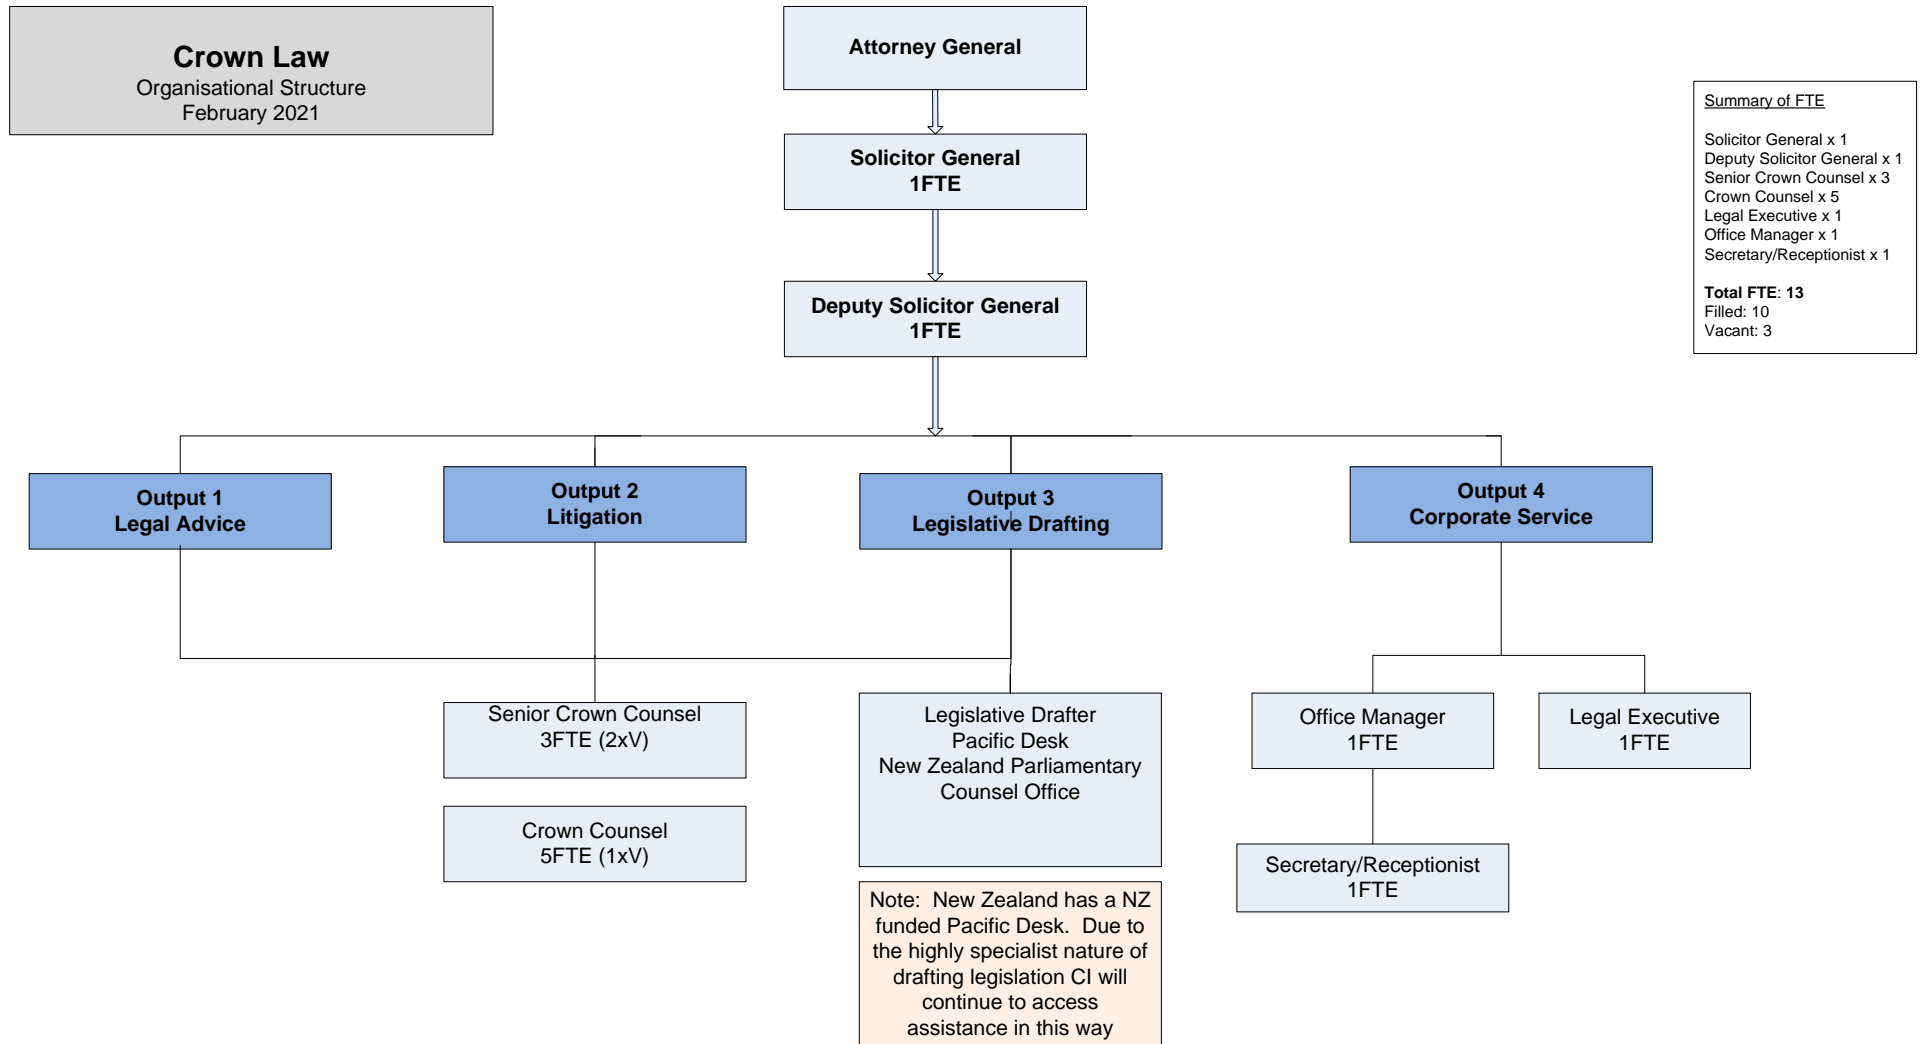 Crown Law
Organisational Structure
February 2021
Attorney General
Summary of FTE
Solicitor General x 1
Deputy Solicitor General x 1
Senior Crown Counsel x 3
Crown Counsel x 5
Legal Executive x 1
Office Manager x 1
Secretary/Receptionist x 1
Total FTE: 13
Filled: 10
Vacant: 3
Solicitor General
1FTE
Deputy Solicitor General
1FTE
Output 1
Legal Advice
Output 2
Litigation
Output 3
Legislative Drafting
Output 4
Corporate Service
Senior Crown Counsel
3FTE (2xV)
Crown Counsel
5FTE (1xV)
Legislative Drafter
Pacific Desk
New Zealand Parliamentary
Counsel Office
Note: New Zealand has a NZ
funded Pacific Desk. Due to
the highly specialist nature of
drafting legislation CI will
continue to access
assistance in this way
Office Manager
1FTE
Legal Executive
1FTE
Secretary/Receptionist
1FTE